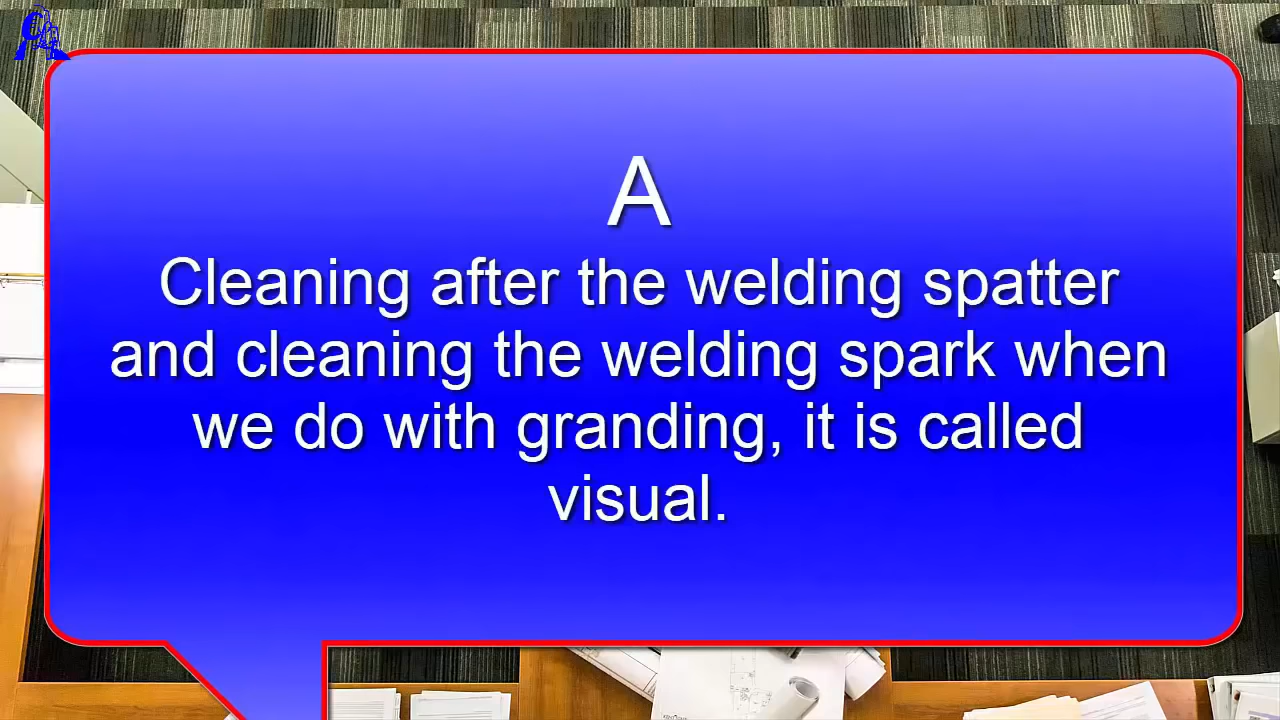 A
Cleaning after the welding spatter
and cleaning the welding spark when
we do with granding, it is called
visual.